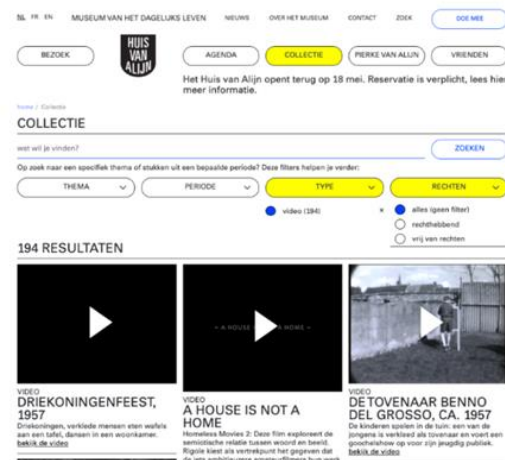 NL FR EN MUSEUM VAN HET DAGELIJKS LEVEN NIEUWS OVER HET MUSEUM CONTACT ZOEK DOE MEE
BEZOEK HUIS VAN ALIJN AGENDA COLLECTIE PIERKE VAN ALIJN VRIENDEN
Het Huis van Alijn opent terug op 18 mei. Reservatie is verplicht, lees hier
meer informatie.
home / Collectie
COLLECTIE
wat wil je vinden? ZOEKEN
Op zoek naar een specifiek thema of stukken uit een bepaalde periode? Deze filters helpen je verder:
THEMA PERIODE TYPE RECHTEN
video (194) x alles (geen filter)
rechthebbend
vrij van rechten
194 RESULTATEN
– A HOUSE HOME –
VIDEO
DRIEKONINGENFEEST,
1957
Driekoningen, verklede mensen eten wafels
aan een tafel, dansen in een woonkamer.
bekijk de video
VIDEO
A HOUSE IS NOT A
HOME
Homeless Movies 2: Deze film exploreert de
semiotische relatie tussen woord en beeld.
Rigole kiest als vertrekpunt het gegeven dat
VIDEO
DE TOVENAAR BENNO
DEL GROSSO, CA. 1957
De kinderen spelen in de tuin: een van de
jongens is verkleed als tovenaar en voert een
goochelshow op voor zijn jeugdig publiek.
bekijk de video